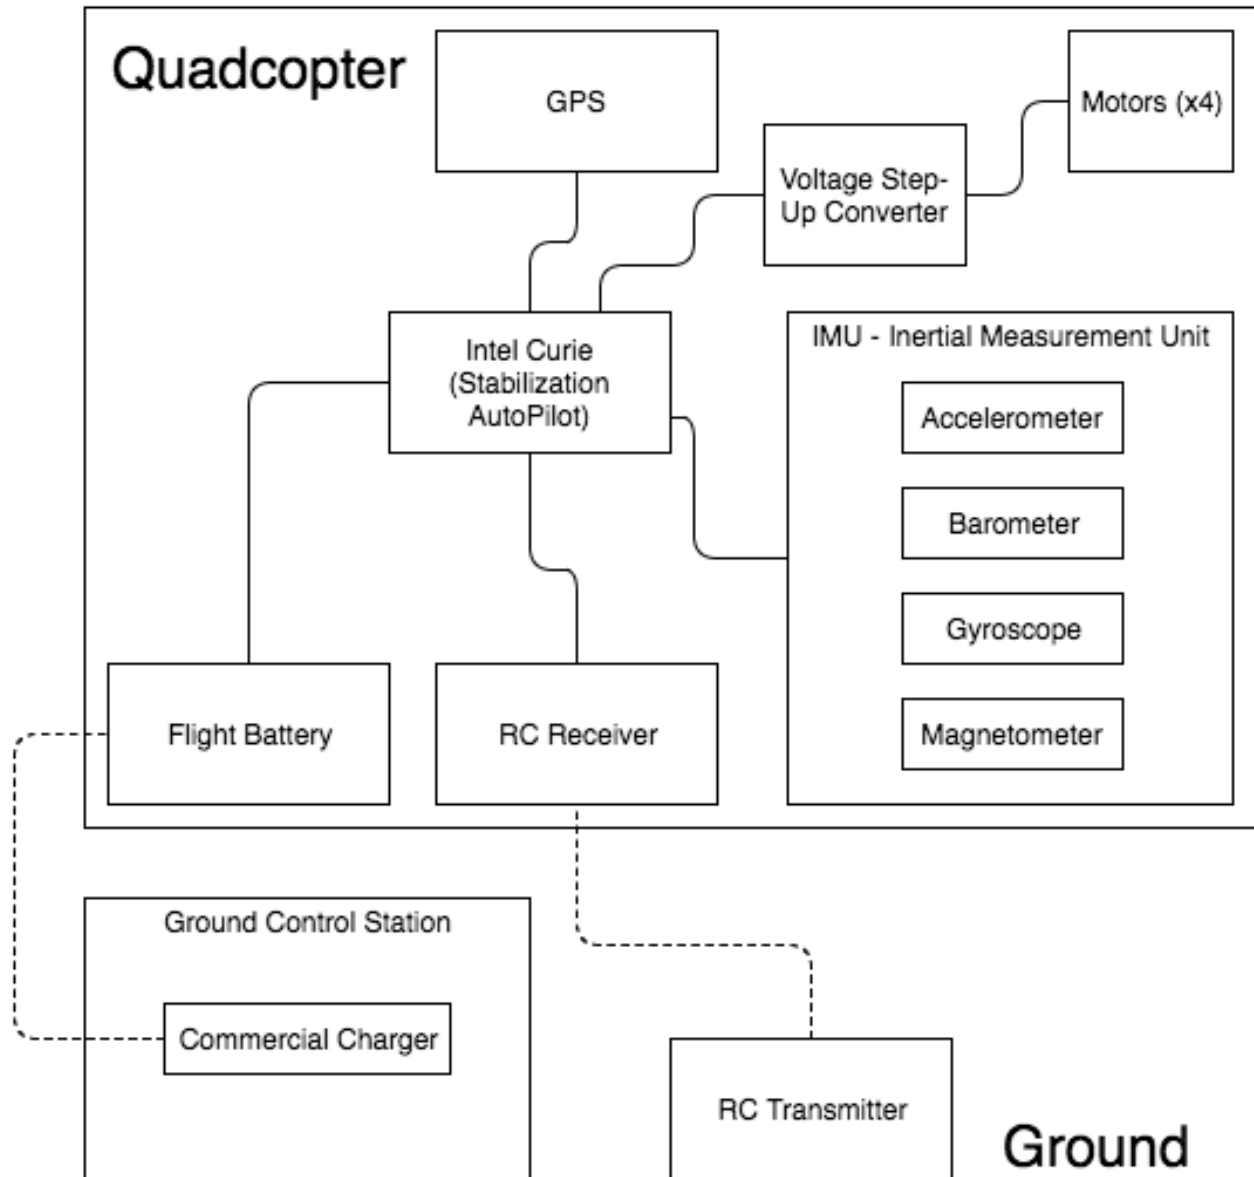 Quadcopter
GPS
Motors (x4)
Voltage Step-
Up Converter
Intel Curie
(Stabilization
AutoPilot)
IMU - Inertial Measurement Unit
Accelerometer
Barometer
Gyroscope
Magnetometer
Flight Battery
RC Receiver
Ground Control Station
Commercial Charger
RC Transmitter
Ground